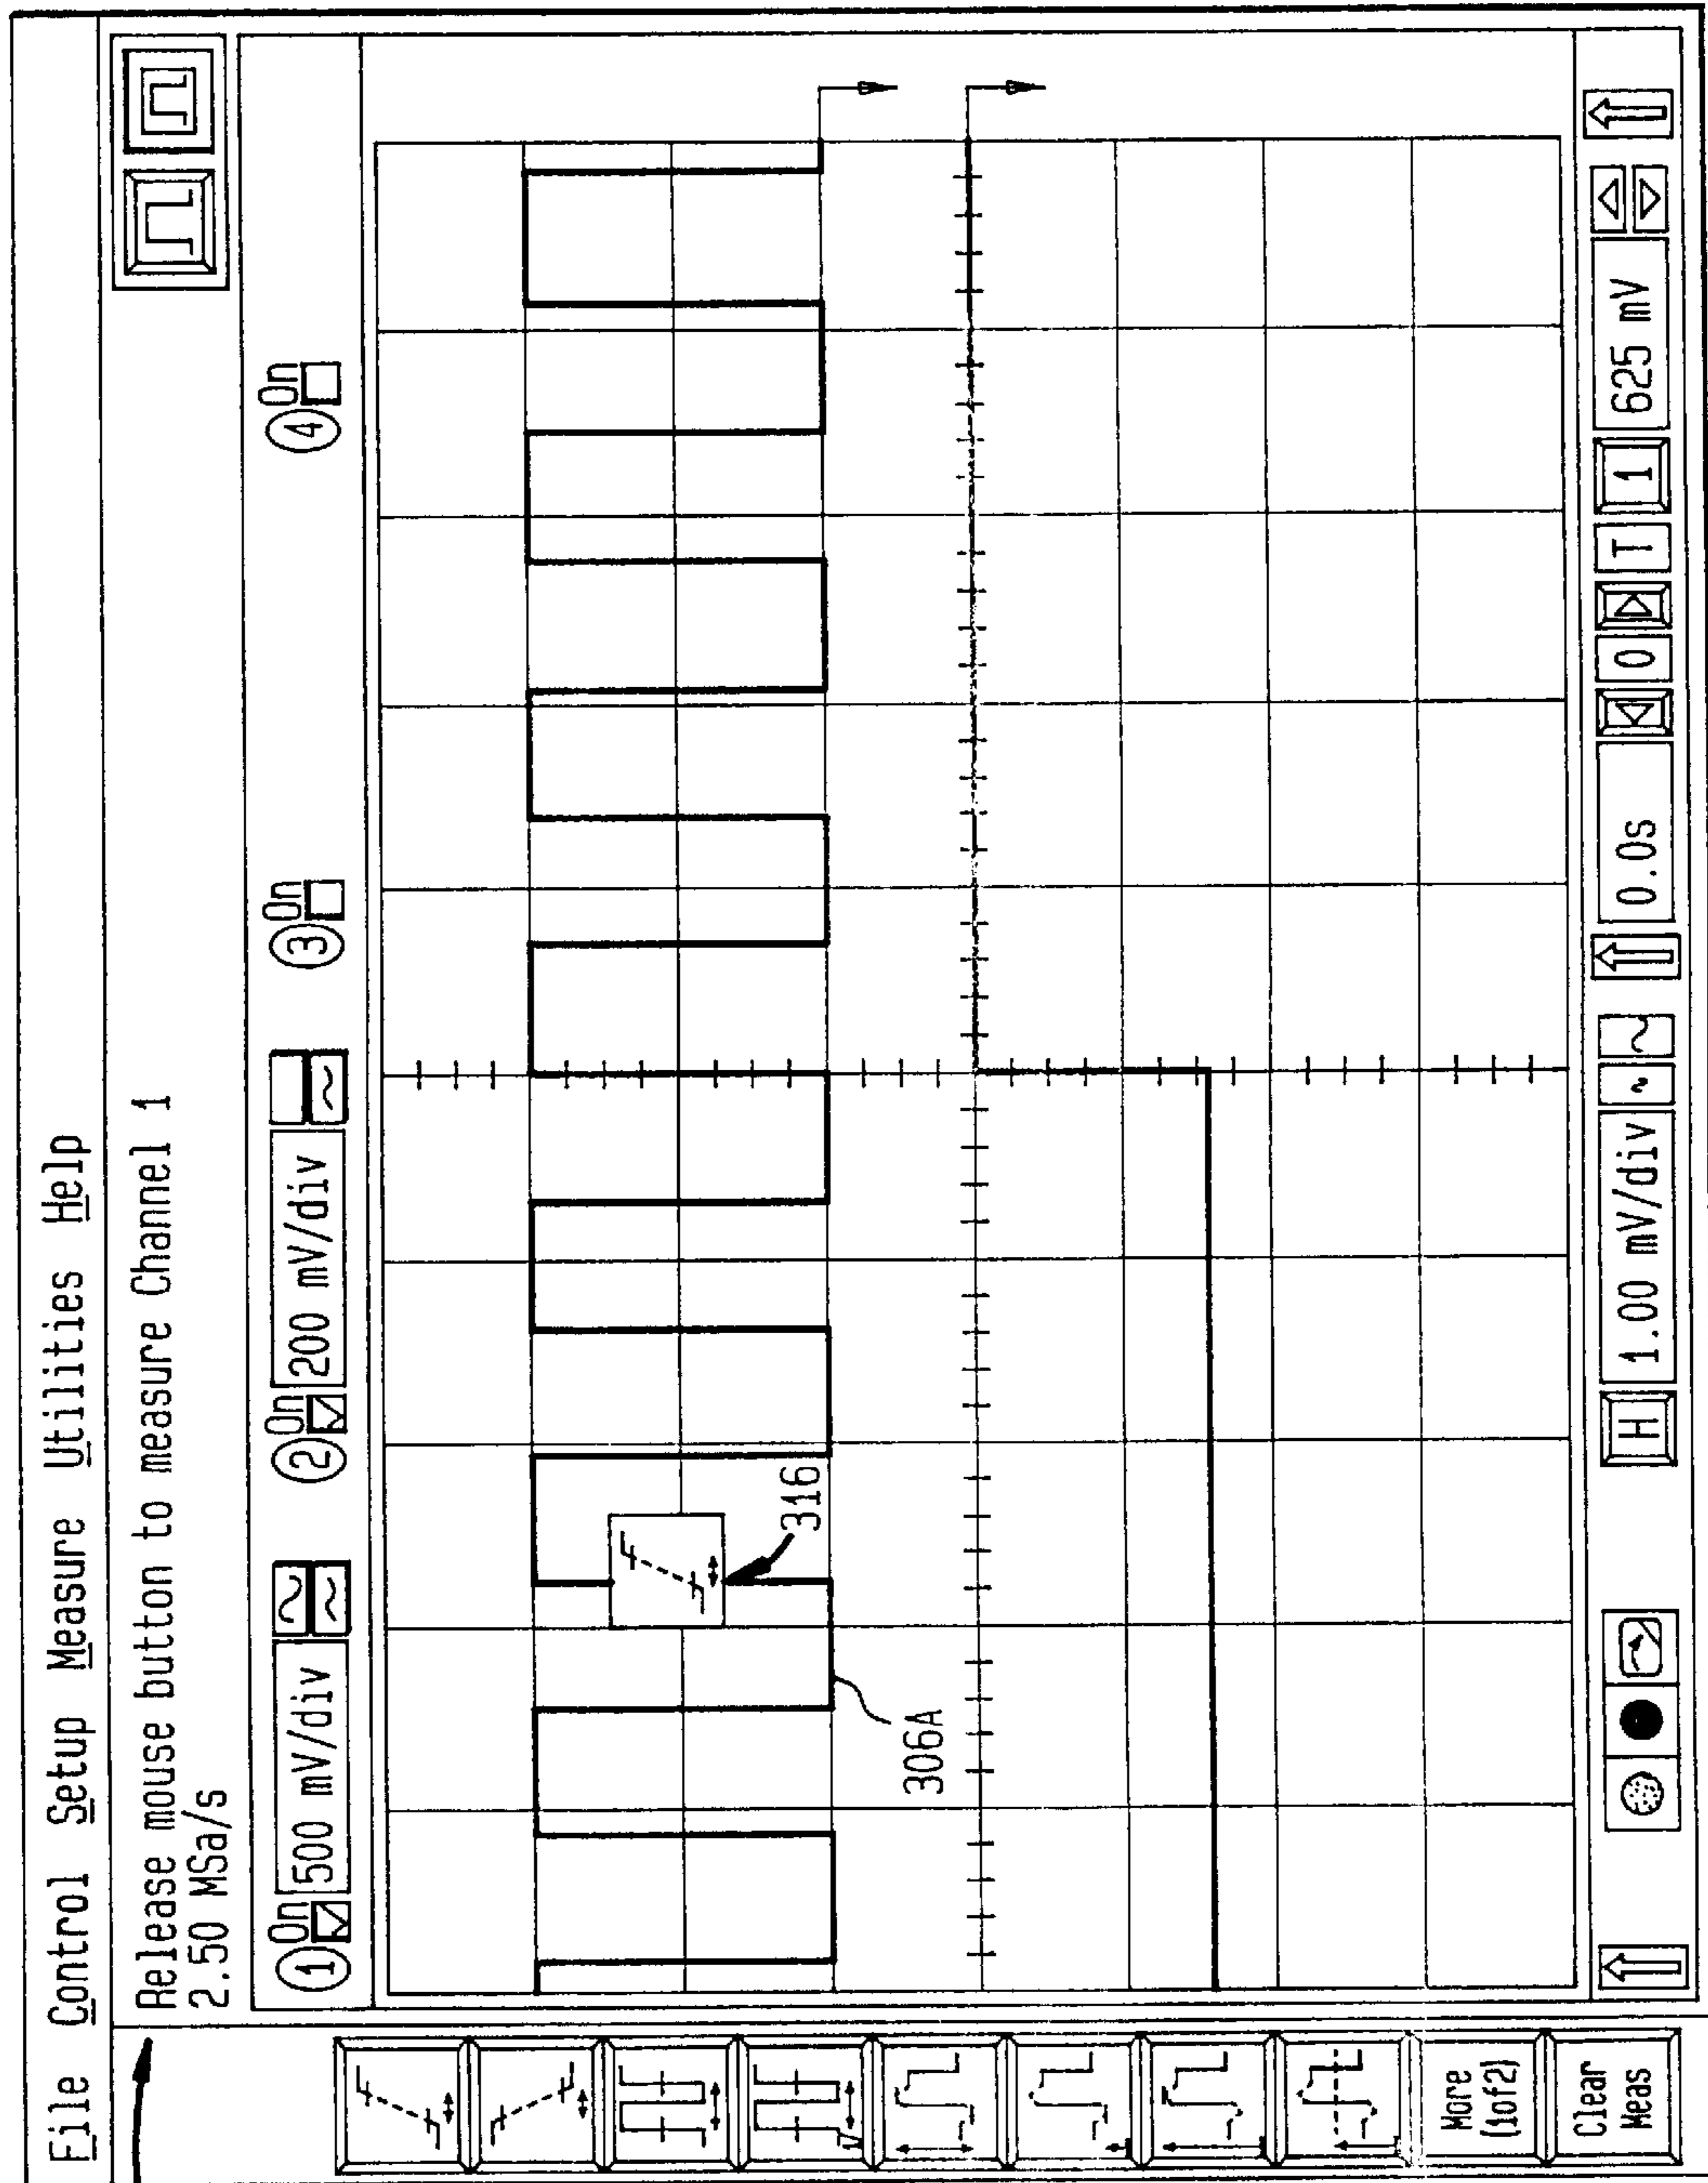 File Control Setup Measure Utilities Help
Release mouse button to measure Channel 1
2.50 MSa/s
1 On 500 mV/div
2 On 200 mV/div
3 On
4 On
316
306A
More
(1of2)
Clear
Meas
H 1.00 mV/div
0.0s 0 T 1 625 mV